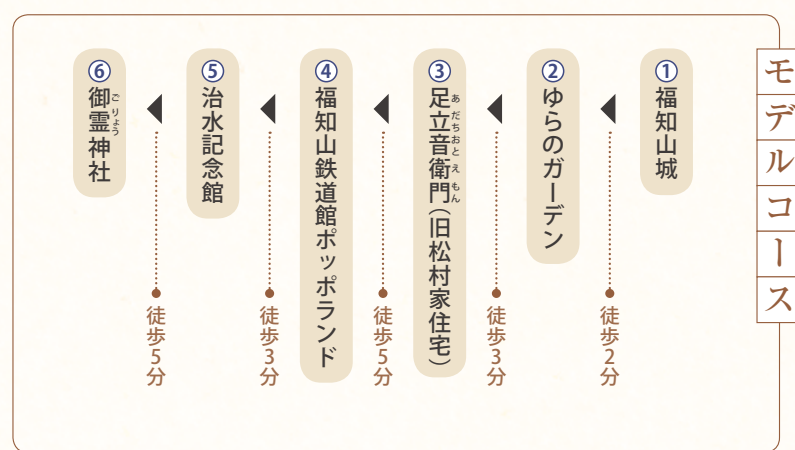 モデルコース
①福知山城
徒歩2分
②ゆらのガーデン
徒歩3分
③足立音衛門(旧松村家住宅)
あだちおとえもん
徒歩5分
④福知山鉄道館ポッポランド
徒歩3分
⑤治水記念館
徒歩5分
⑥御霊神社
ごりょう